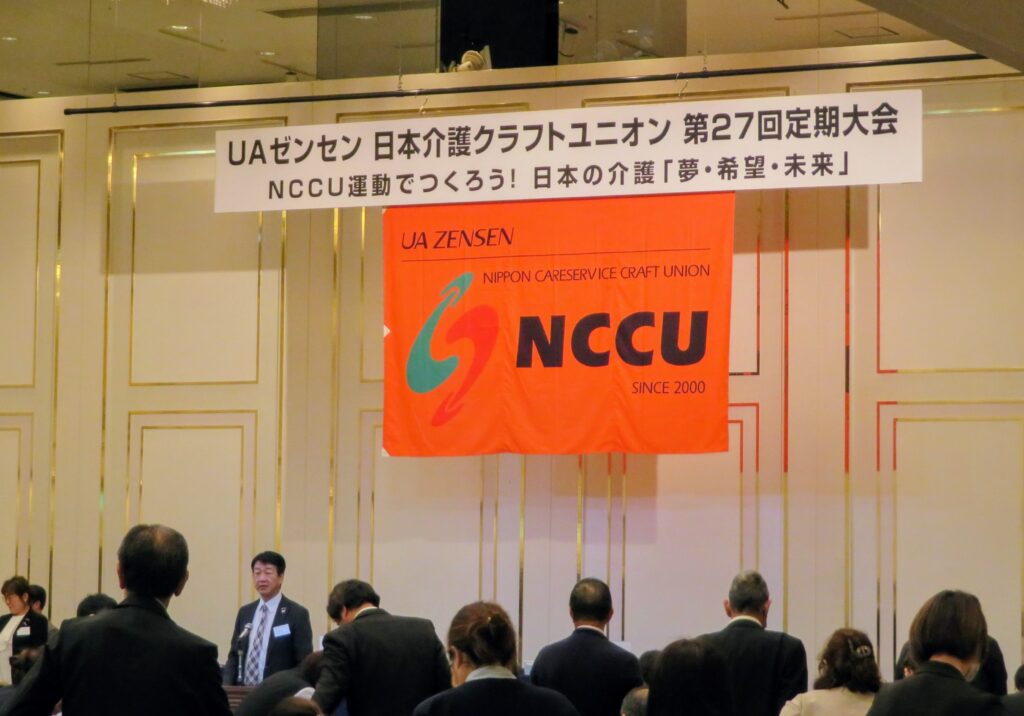 UAゼンセン 日本介護クラフトユニオン 第27回定期大会
NCCU運動でつくろう! 日本の介護「夢・希望・未来」
UA ZENSEN
NIPPON CARESERVICE CRAFT UNION
NCCU
SINCE 2000